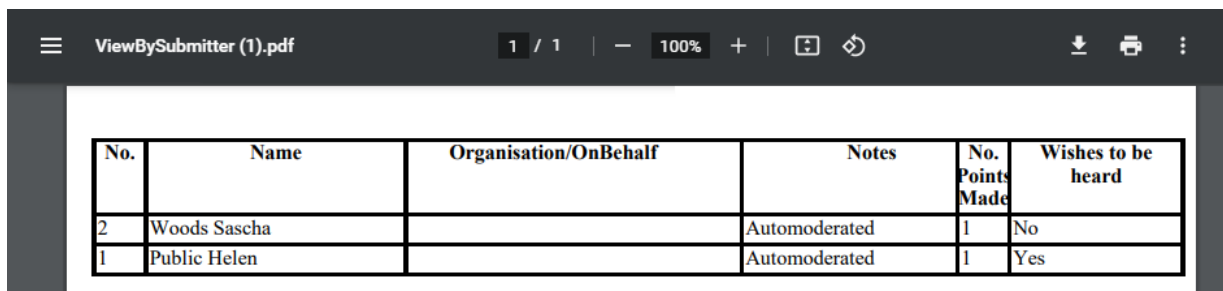 ViewBySubmitter (1).pdf 1 / 1 100%
No. Name Organisation/OnBehalf Notes No. Points Made Wishes to be heard
2 Woods Sascha Automoderated 1 No
1 Public Helen Automoderated 1 Yes